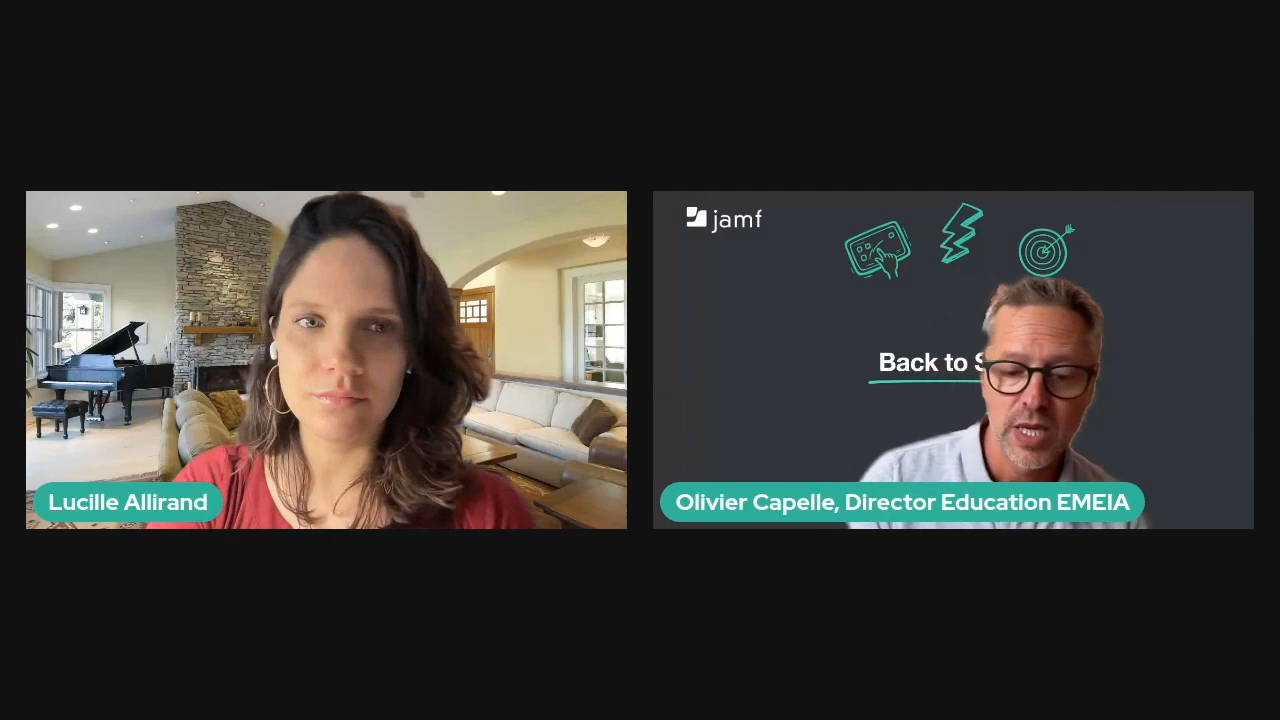 jamf
Back to S
Lucille Allirand
Olivier Capelle, Director Education EMEIA